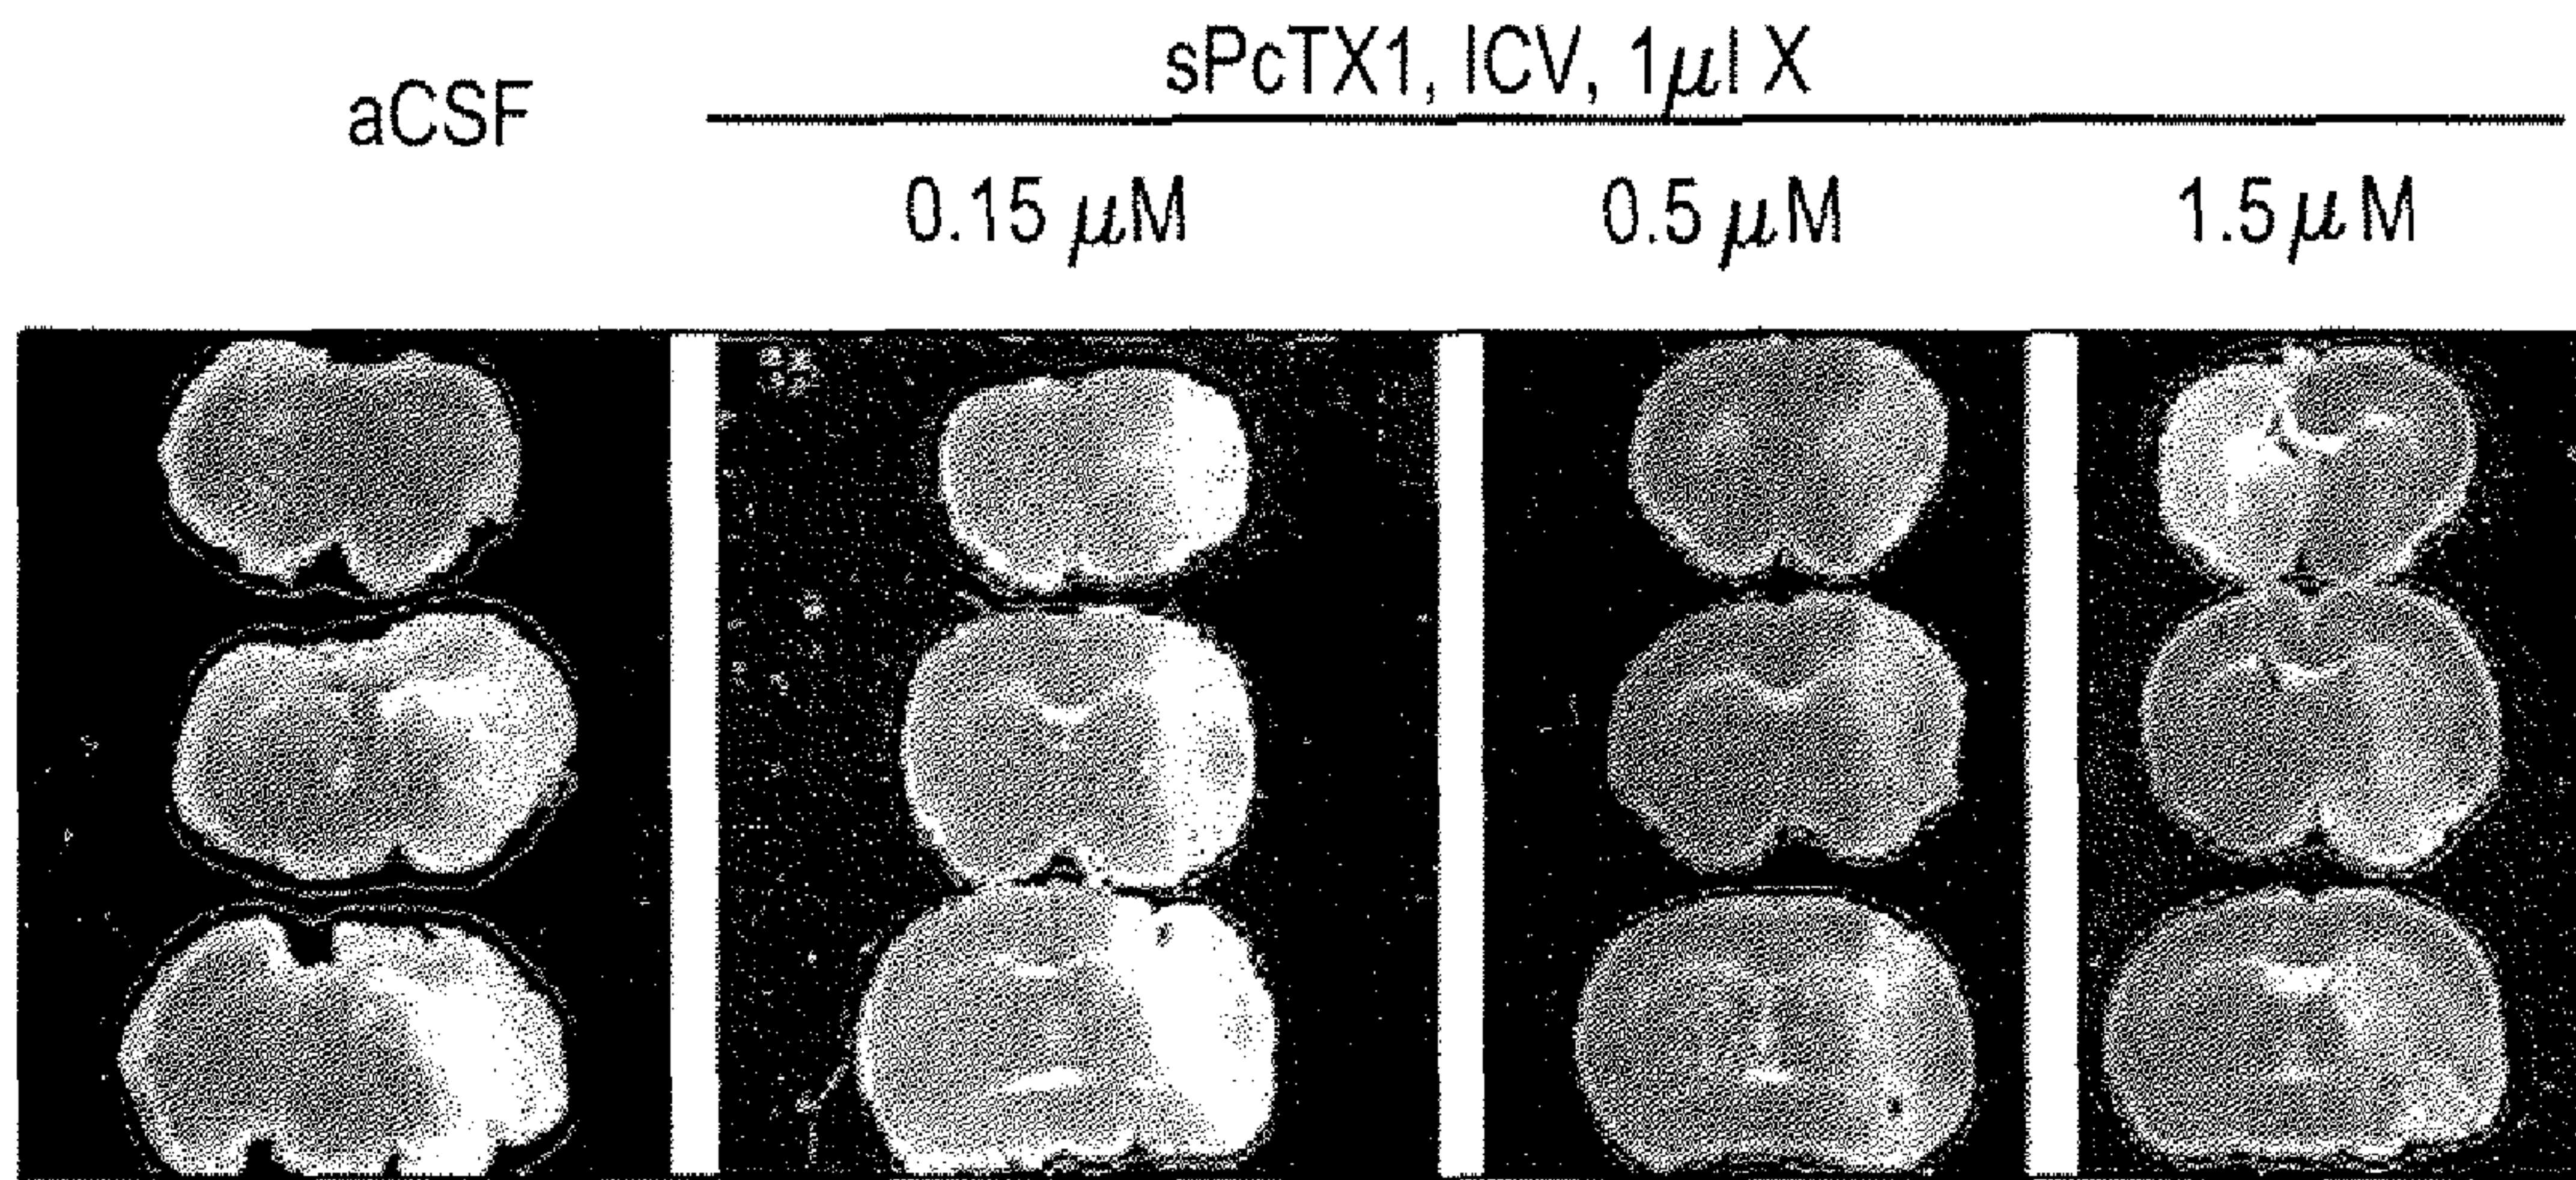 sPcTX1, ICV, 1μl X
aCSF
0.15 μM
0.5 μM
1.5 μM